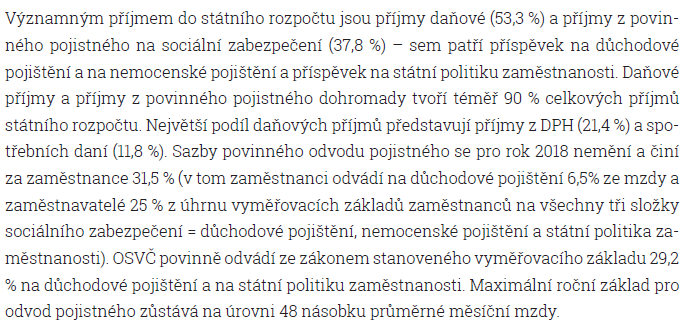 Významným příjmem do státního rozpočtu jsou příjmy daňové (53,3 %) a příjmy z povin-
ného pojistného na sociální zabezpečení (37,8 %) – sem patří příspěvek na důchodové
pojištění a na nemocenské pojištění a příspěvek na státní politiku zaměstnanosti. Daňové
příjmy a příjmy z povinného pojistného dohromady tvoří téměř 90 % celkových příjmů
státního rozpočtu. Největší podíl daňových příjmů představují příjmy z DPH (21,4 %) a spo-
třebních daní (11,8 %). Sazby povinného odvodu pojistného se pro rok 2018 nemění a činí
za zaměstnance 31,5 % (v tom zaměstnanci odvádí na důchodové pojištění 6,5% ze mzdy a
zaměstnavatelé 25 % z úhrnu vyměřovacích základů zaměstnanců na všechny tři složky
sociálního zabezpečení = důchodové pojištění, nemocenské pojištění a státní politika za-
městnanosti). OSVČ povinně odvádí ze zákonem stanoveného vyměřovacího základu 29,2
% na důchodové pojištění a na státní politiku zaměstnanosti. Maximální roční základ pro
odvod pojistného zůstává na úrovni 48 násobku průměrné měsíční mzdy.